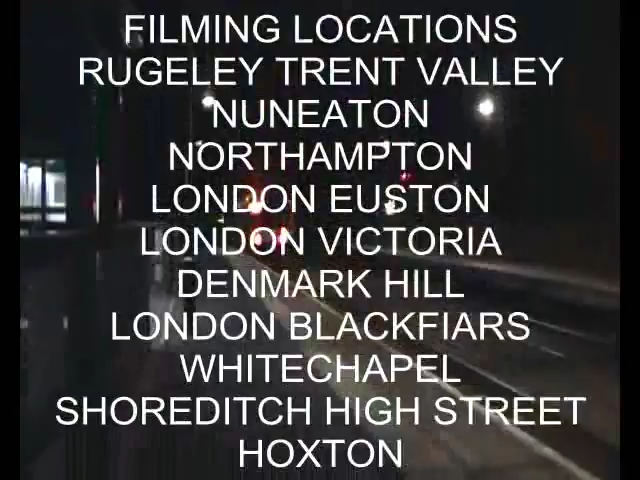 FILMING LOCATIONS
RUGELEY TRENT VALLEY
NUNEATON
NORTHAMPTON
LONDON EUSTON
LONDON VICTORIA
DENMARK HILL
LONDON BLACKFIARS
WHITECHAPEL
SHOREDITCH HIGH STREET
HOXTON